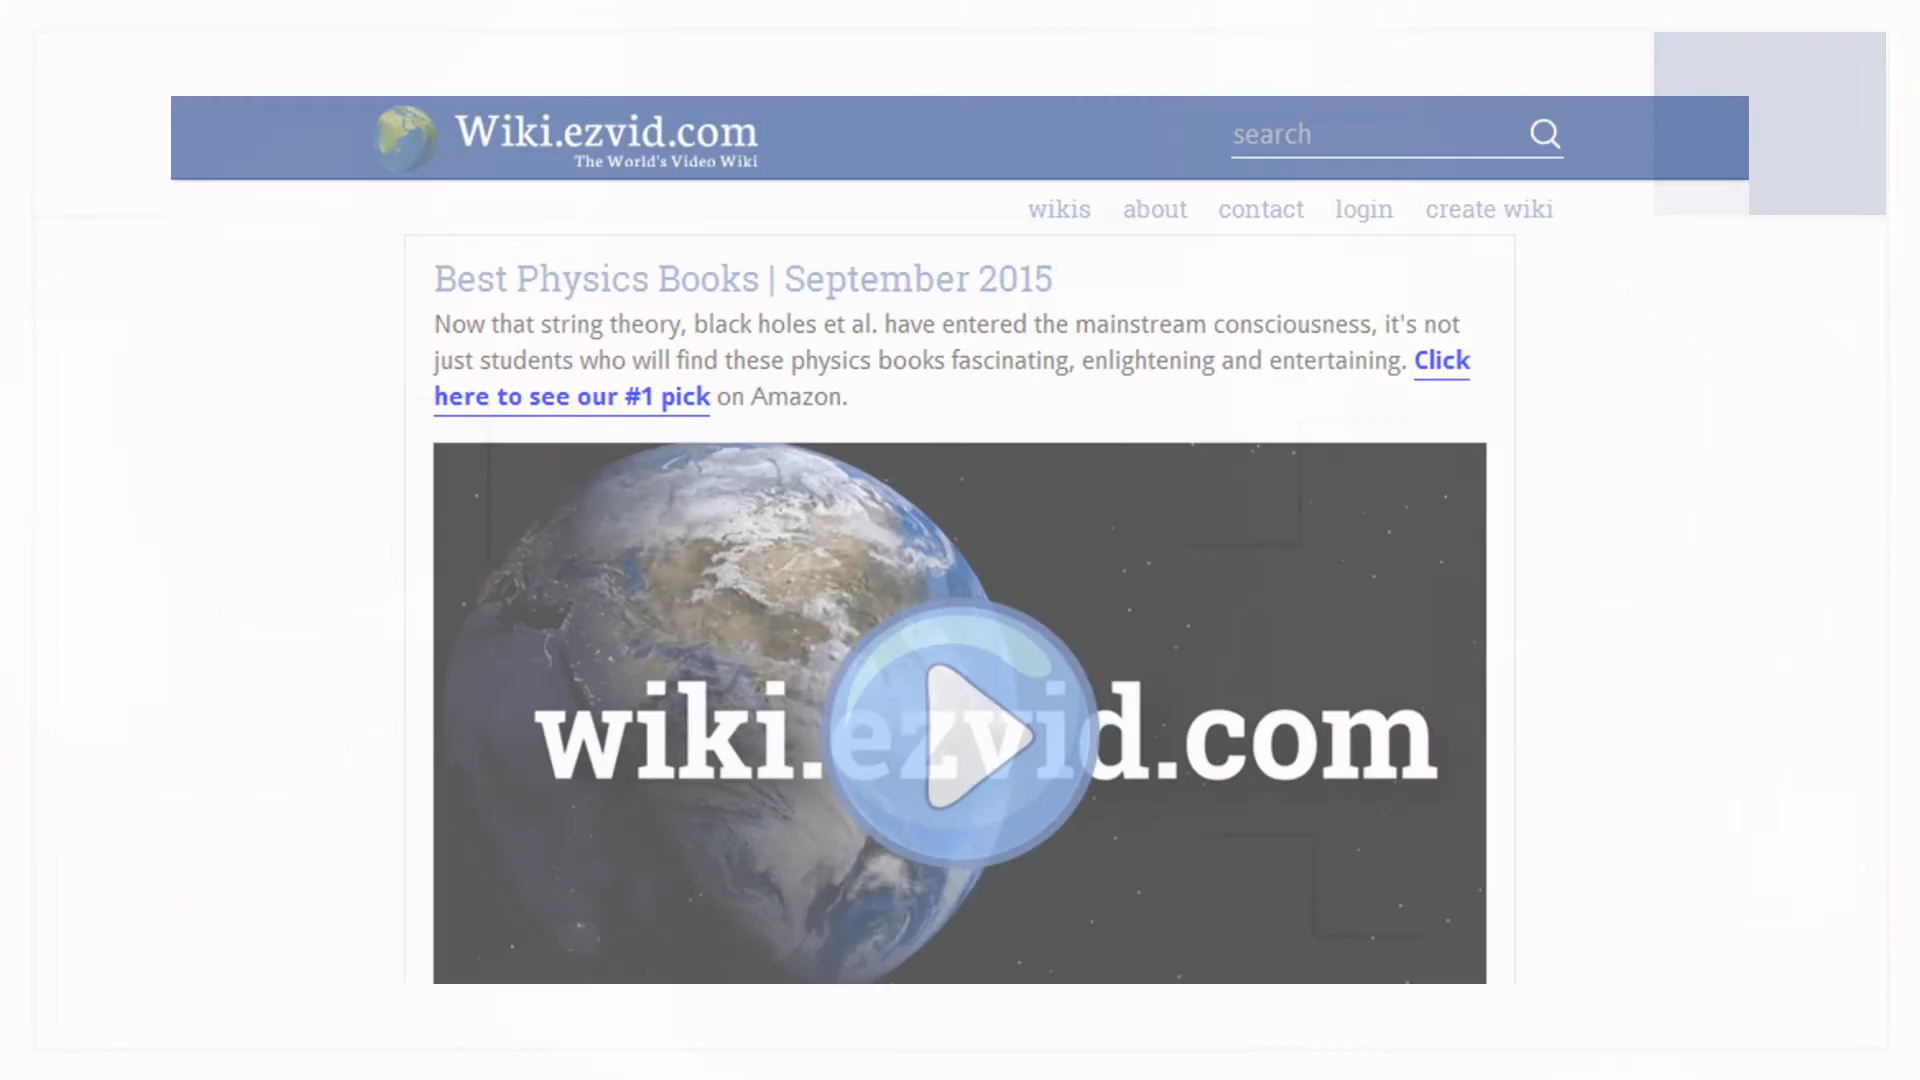 Wiki.ezvid.com
The World's Video Wiki
search
wikis about contact login create wiki
Best Physics Books | September 2015
Now that string theory, black holes et al. have entered the mainstream consciousness, it's not
just students who will find these physics books fascinating, enlightening and entertaining. Click
here to see our #1 pick on Amazon.
wiki.ezvid.com